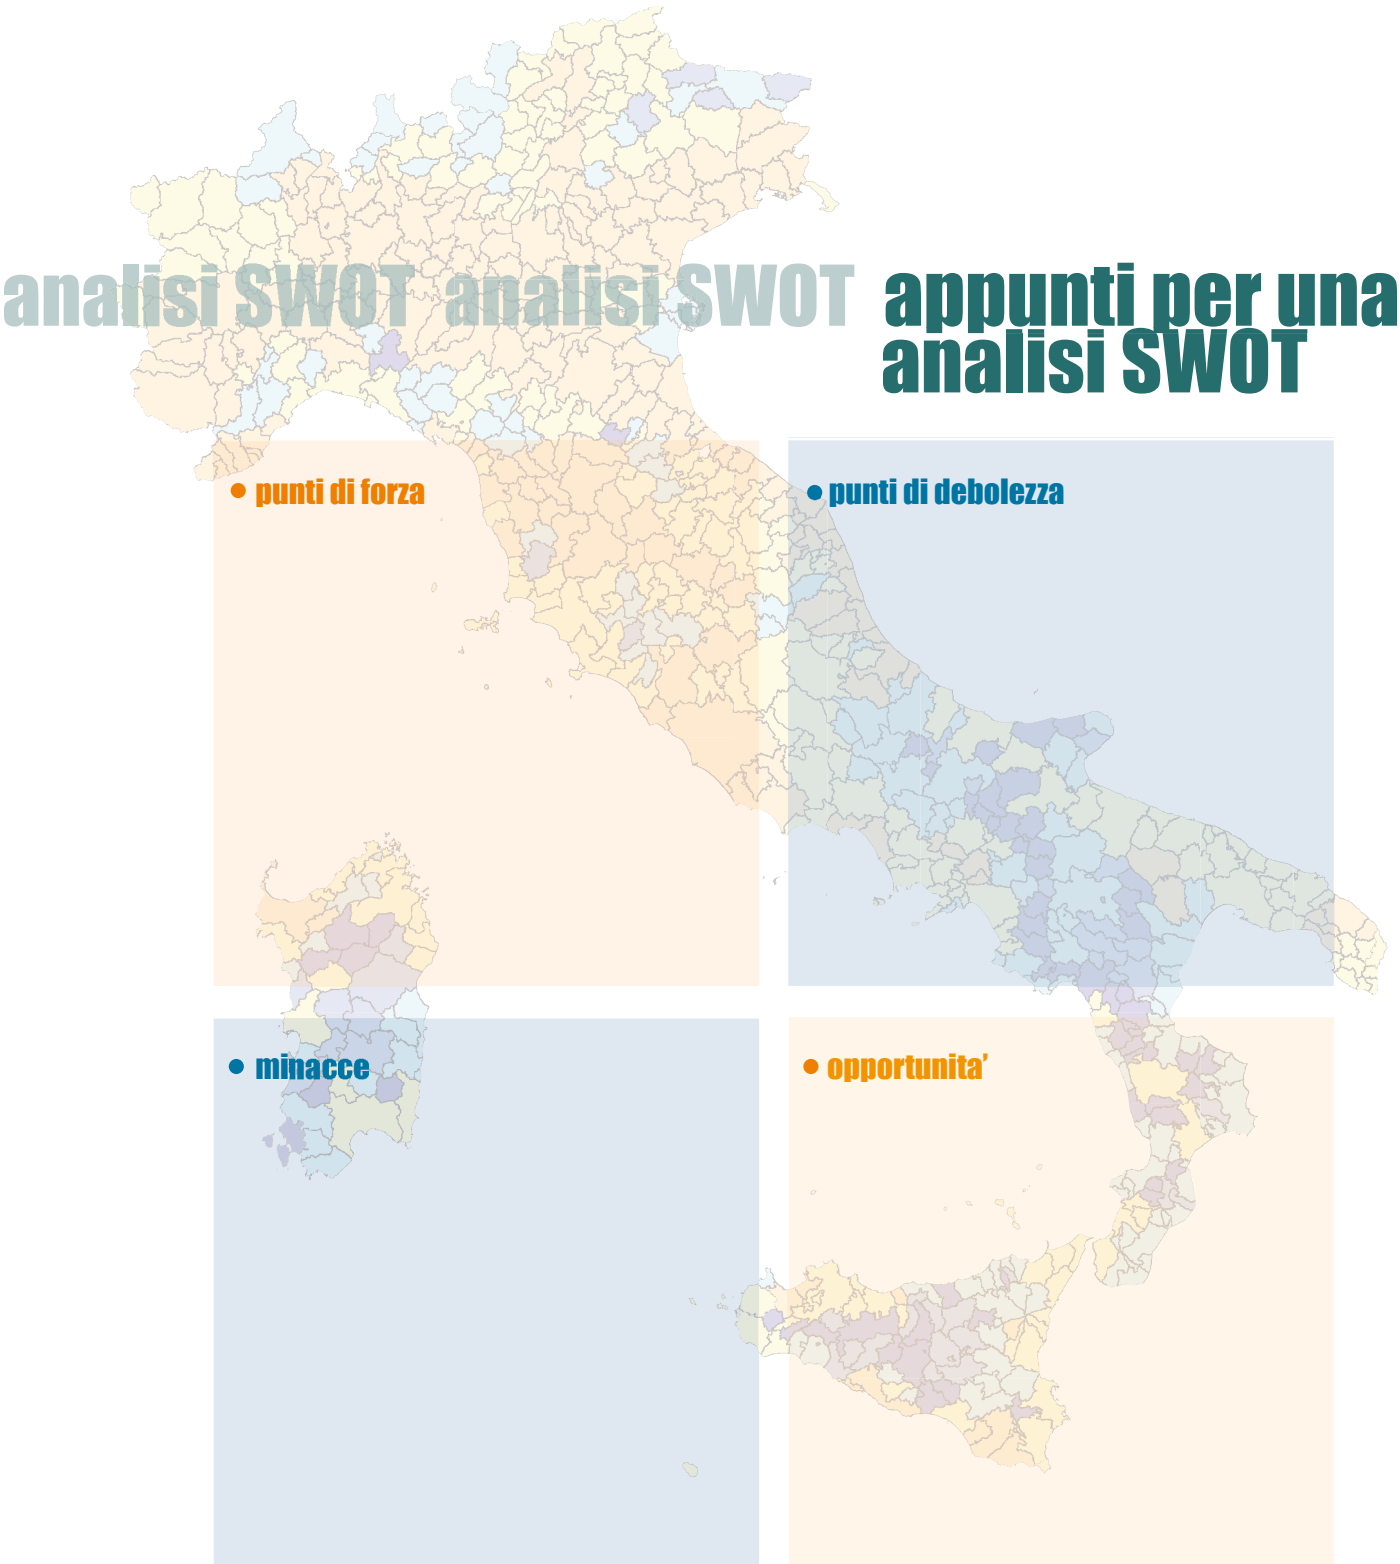 analisi SWOT analisi SWOT appunti per una
analisi SWOT
punti di forza
punti di debolezza
minacce
opportunita’